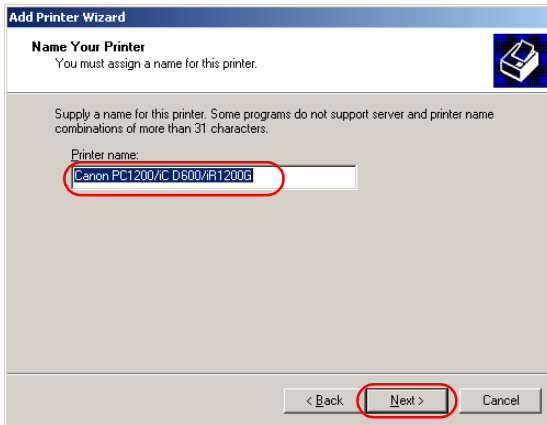 Add Printer Wizard
Name Your Printer
You must assign a name for this printer.
Supply a name for this printer. Some programs do not support server and printer name
combinations of more than 31 characters.
Printer name:
Canon PC1200/iC D600/iR1200G
< Back
Next >
Cancel